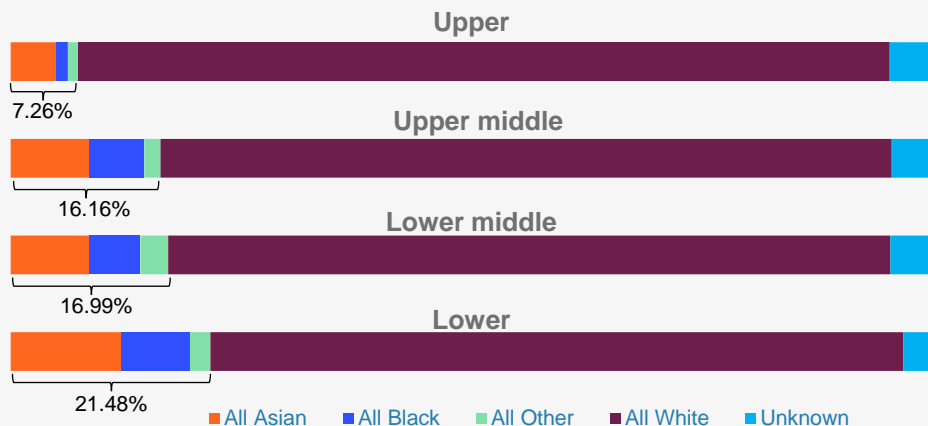 Upper
7.26%
Upper middle
16.16%
Lower middle
16.99%
Lower
21.48%
All Asian All Black All Other All White Unknown